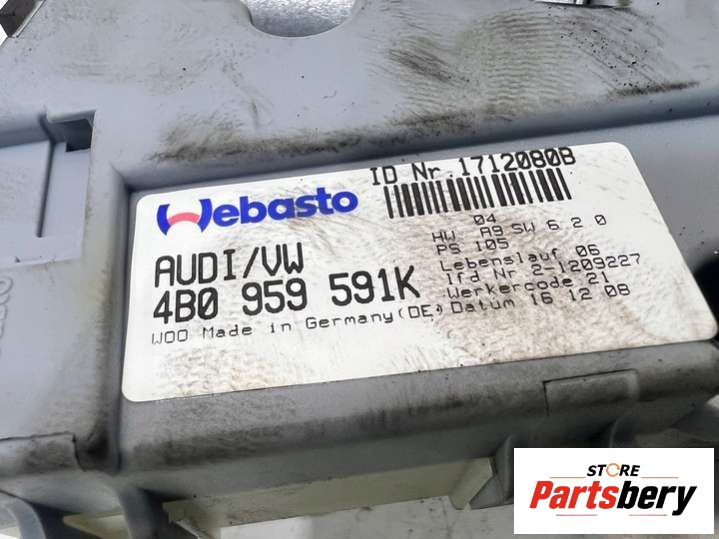 ID Nr.1712080B
Webasto
04
HW A9 SW 6 2 0
PS 105
AUDI/VW
Lebenslauf 06
lfd Nr 2-1209227
4B0 959 591K
Werkercode 21
W00 Made in Germany(DE) Datum 16 12 08
STORE
Partsbery